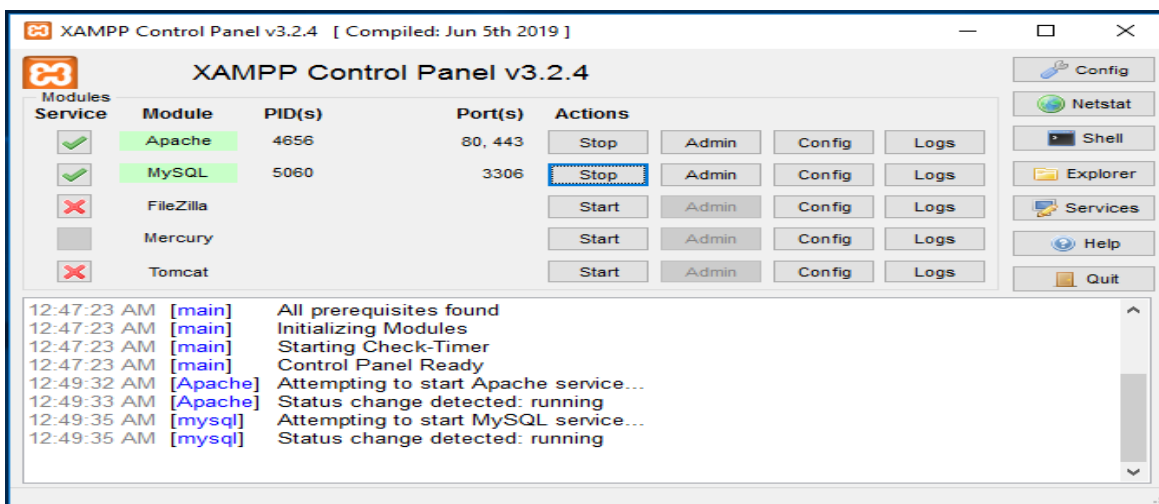 XAMPP Control Panel v3.2.4 [ Compiled: Jun 5th 2019 ]
XAMPP Control Panel v3.2.4
Config
Modules
Netstat
Service Module PID(s) Port(s) Actions
Apache 4656 80, 443 Stop Admin Config Logs
Shell
MySQL 5060 3306 Stop Admin Config Logs
Explorer
FileZilla Start Admin Config Logs
Services
Mercury Start Admin Config Logs
Help
Tomcat Start Admin Config Logs
Quit
12:47:23 AM [main] All prerequisites found
12:47:23 AM [main] Initializing Modules
12:47:23 AM [main] Starting Check-Timer
12:47:23 AM [main] Control Panel Ready
12:49:32 AM [Apache] Attempting to start Apache service...
12:49:33 AM [Apache] Status change detected: running
12:49:35 AM [mysql] Attempting to start MySQL service...
12:49:35 AM [mysql] Status change detected: running